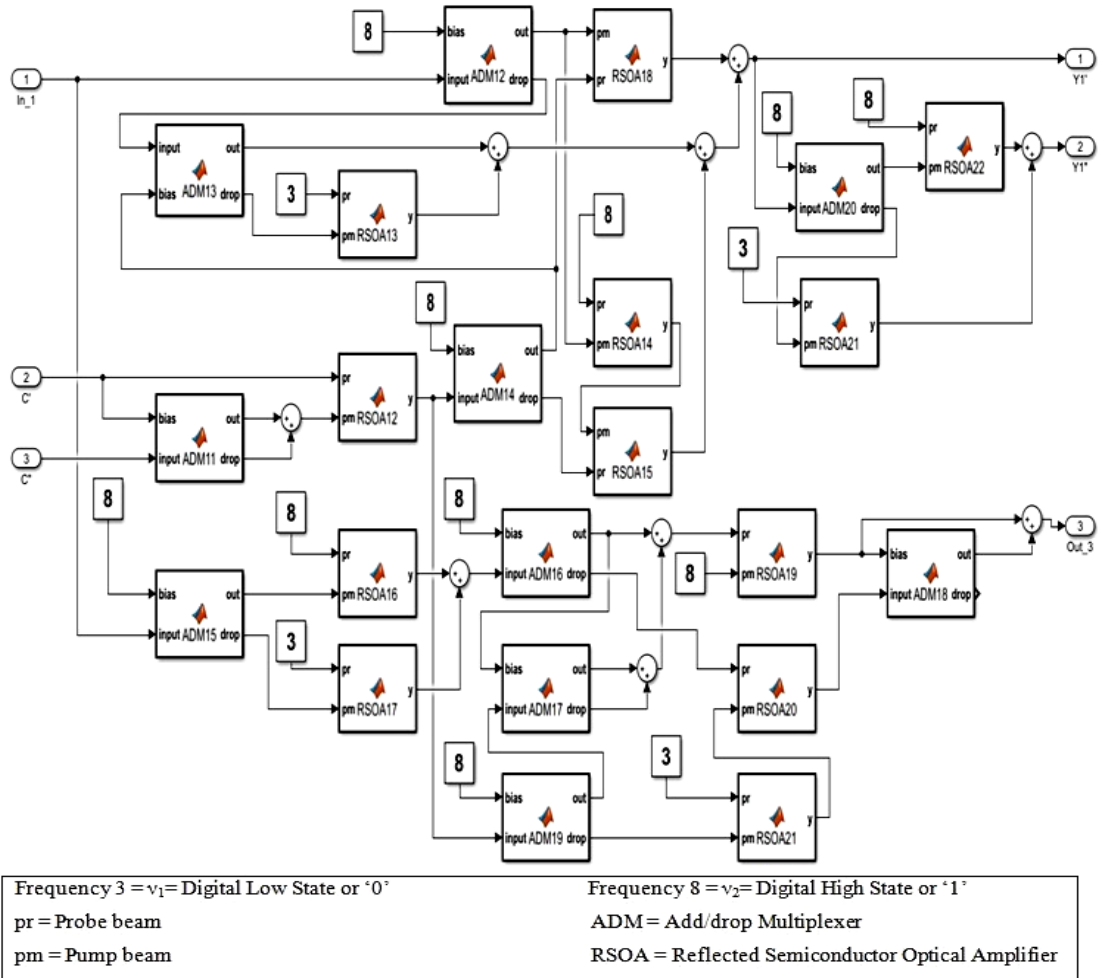 8
bias out
input ADM12 drop
pm
pr RSOA18 y
1
In_1
1
Y1'
input out
bias ADM13 drop
3
pr
pm RSOA13 y
8
8
8
bias out
input ADM20 drop
pr
pm RSOA22 y
2
Y1"
3
pr
pm RSOA21 y
8
pr
pm RSOA14 y
8
bias out
input ADM14 drop
2
C'
pr
pm RSOA12 y
bias out
input ADM11 drop
3
C"
pm
pr RSOA15 y
8
bias out
input ADM15 drop
8
pr
pm RSOA16 y
3
pr
pm RSOA17 y
8
bias out
input ADM16 drop
8
pr
pm RSOA19 y
bias out
input ADM18 drop
3
Out_3
bias out
input ADM17 drop
pr
pm RSOA20 y
8
bias out
input ADM19 drop
3
pr
pm RSOA21 y
Frequency 3 = ν₁= Digital Low State or ‘0’
Frequency 8 = ν₂= Digital High State or ‘1’
pr = Probe beam
ADM = Add/drop Multiplexer
pm = Pump beam
RSOA = Reflected Semiconductor Optical Amplifier